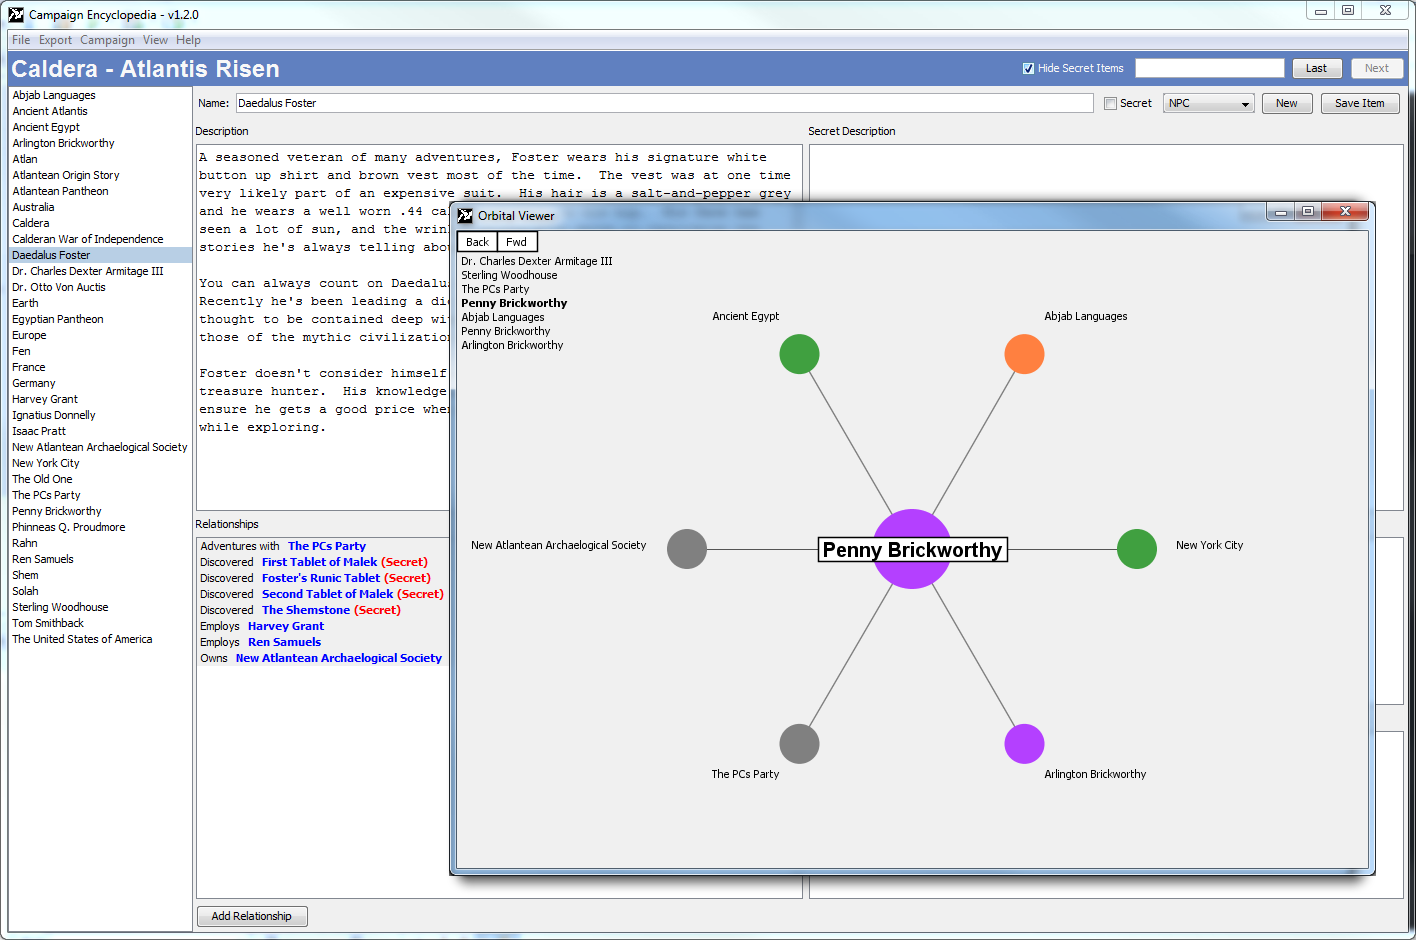 Campaign Encyclopedia - v1.2.0
File Export Campaign View Help
Caldera - Atlantis Risen
Hide Secret Items
Last
Next
Abjab Languages
Ancient Atlantis
Ancient Egypt
Arlington Brickworthy
Atlan
Atlantean Origin Story
Atlantean Pantheon
Australia
Caldera
Calderan War of Independence
Daedalus Foster
Dr. Charles Dexter Armitage III
Dr. Otto Von Auctis
Earth
Egyptian Pantheon
Europe
Fen
France
Germany
Harvey Grant
Ignatius Donnelly
Isaac Pratt
New Atlantean Archaelogical Society
New York City
The Old One
The PCs Party
Penny Brickworthy
Phinneas Q. Proudmore
Rahn
Ren Samuels
Shem
Solah
Sterling Woodhouse
Tom Smithback
The United States of America
Name: Daedalus Foster
Secret
NPC
New
Save Item
Description
A seasoned veteran of many adventures, Foster wears his signature white
button up shirt and brown vest most of the time. The vest was at one time
very likely part of an expensive suit. His hair is a salt-and-pepper grey
and he wears a well worn .44 ca
seen a lot of sun, and the wrin
stories he's always telling abo
You can always count on Daedalu
Recently he's been leading a di
thought to be contained deep wi
those of the mythic civilization
Foster doesn't consider himself
treasure hunter. His knowledge
ensure he gets a good price when
while exploring.
Secret Description
Relationships
Adventures with The PCs Party
Discovered First Tablet of Malek (Secret)
Discovered Foster's Runic Tablet (Secret)
Discovered Second Tablet of Malek (Secret)
Discovered The Shemstone (Secret)
Employs Harvey Grant
Employs Ren Samuels
Owns New Atlantean Archaelogical Society
Add Relationship
Orbital Viewer
Back
Fwd
Dr. Charles Dexter Armitage III
Sterling Woodhouse
The PCs Party
Penny Brickworthy
Abjab Languages
Penny Brickworthy
Arlington Brickworthy
Ancient Egypt
Abjab Languages
New Atlantean Archaelogical Society
Penny Brickworthy
New York City
The PCs Party
Arlington Brickworthy